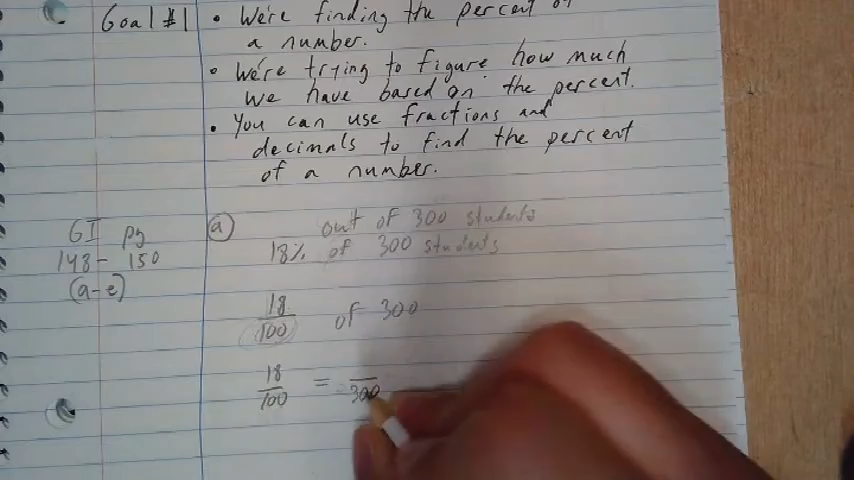 Goal #1
• We're finding the percent of
a number.
• We're trying to figure how much
we have based on the percent.
• You can use fractions and
decimals to find the percent
of a number.
GI pg
148 - 150
(a-e)
a
out of 300 students
18% of 300 students
18/100 of 300
18/100 = /300